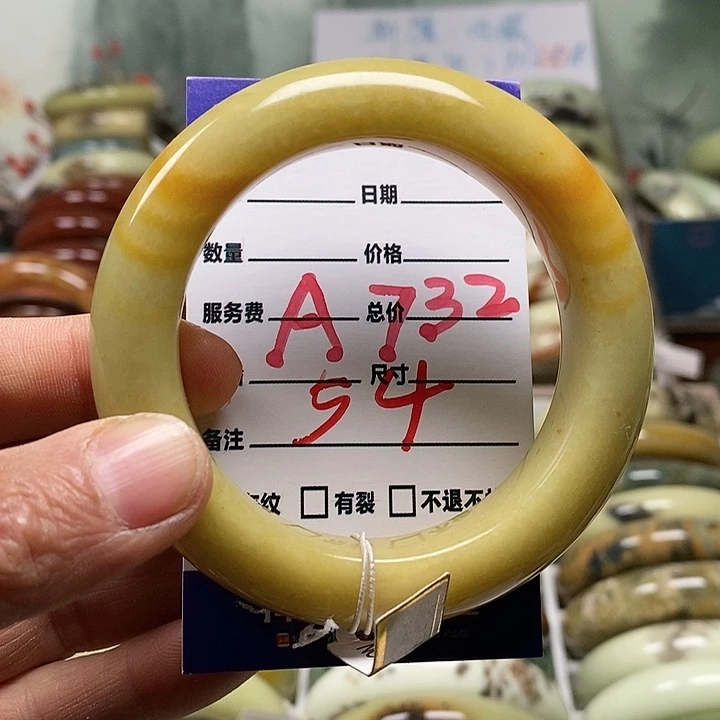 日期
数量 价格
服务费 总价
A732
尺寸
54
备注
纹 □有裂 □不退不